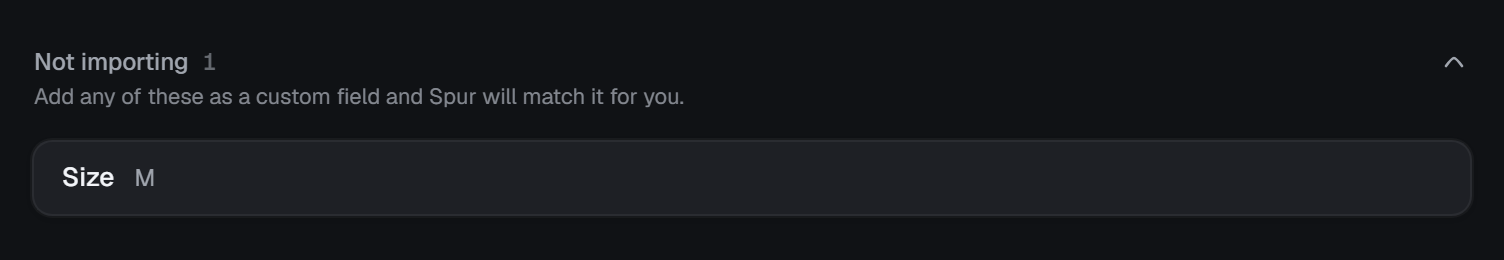 Not importing 1
Add any of these as a custom field and Spur will match it for you.
Size M